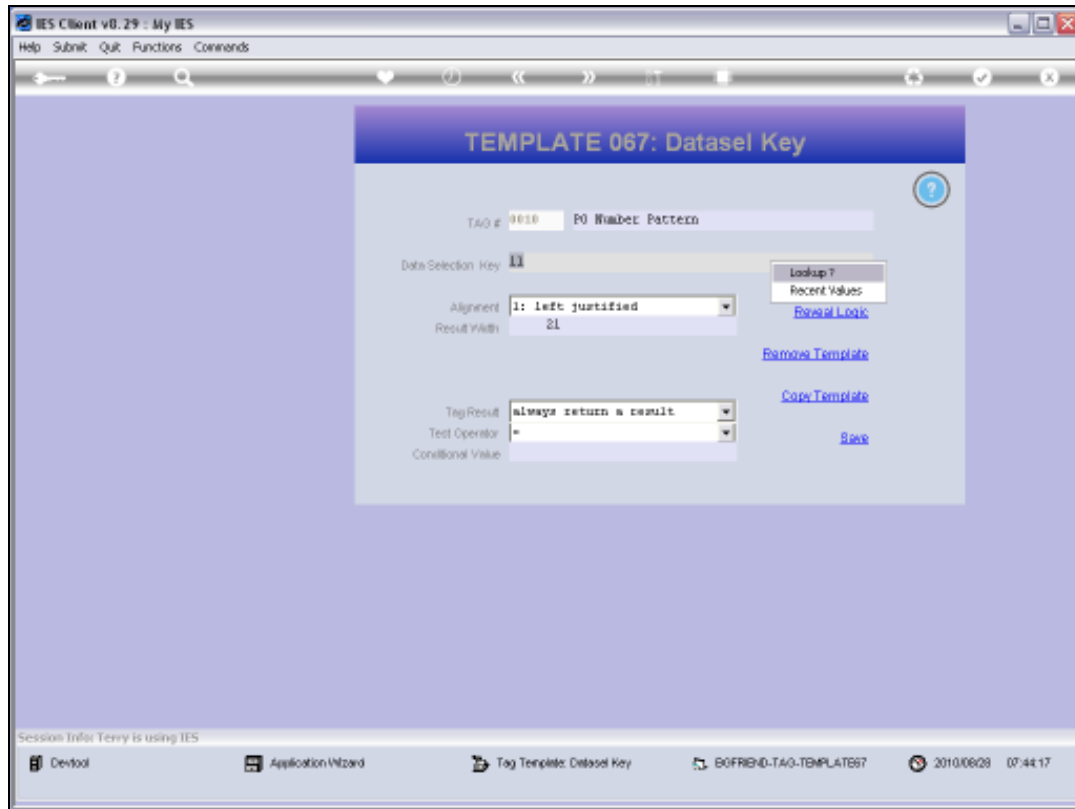 IES Client v8.29 : My IES
Help Submit Quit Functions Commands
TEMPLATE 067: Datasel Key
TAG # 0010 PO Number Pattern
Data Selection Key 11
Lookup ?
Recent Values
Alignment 1: left justified
Reveal Logic
Result Width 21
Remove Template
Copy Template
Tag Result always return a result
Test Operator =
Save
Conditional Value
Session Info: Terry is using IES
Devtool Application Wizard Tag Template: Datasel Key BGFRIEND-TAG-TEMPLATE67 2010/08/28 07:44:17